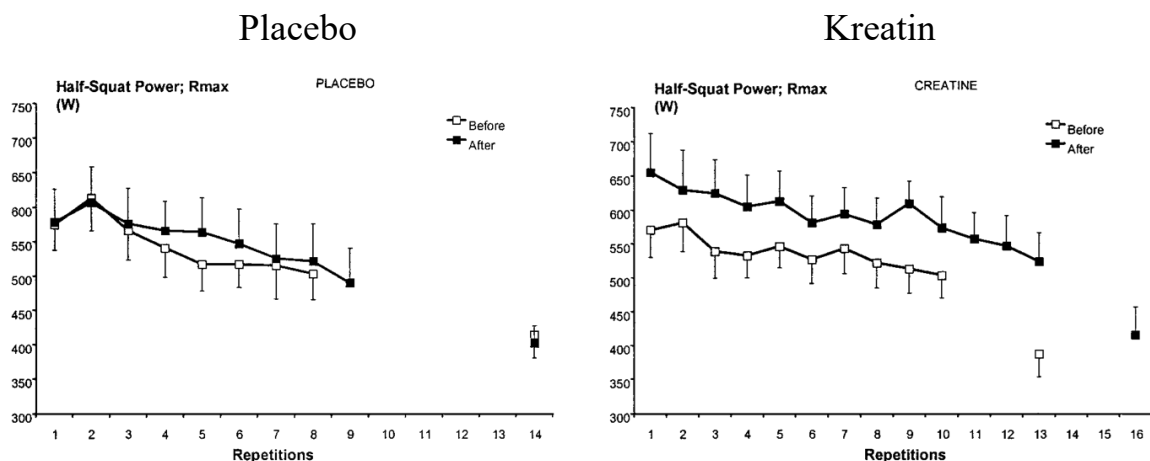 Placebo
Half-Squat Power; Rmax
(W)
PLACEBO
Before
After
750
700
650
600
550
500
450
400
350
300
1 2 3 4 5 6 7 8 9 10 11 12 13 14
Repetitions
Kreatin
Half-Squat Power; Rmax
(W)
CREATINE
Before
After
750
700
650
600
550
500
450
400
350
300
1 2 3 4 5 6 7 8 9 10 11 12 13 14 15 16
Repetitions